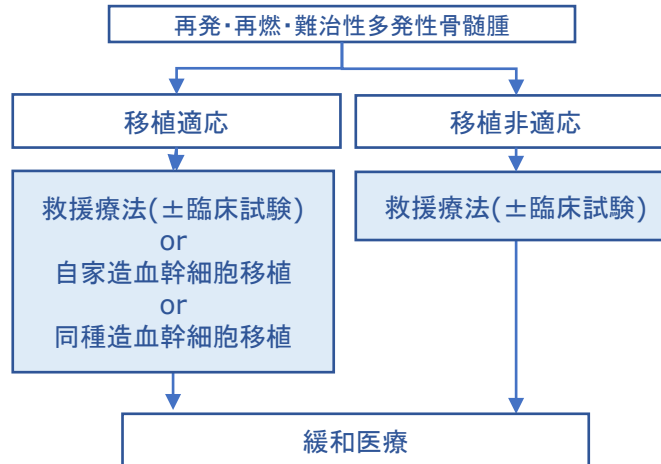 再発・再燃・難治性多発性骨髄腫
移植適応
移植非適応
救援療法(±臨床試験)
or
自家造血幹細胞移植
or
同種造血幹細胞移植
救援療法(±臨床試験)
緩和医療